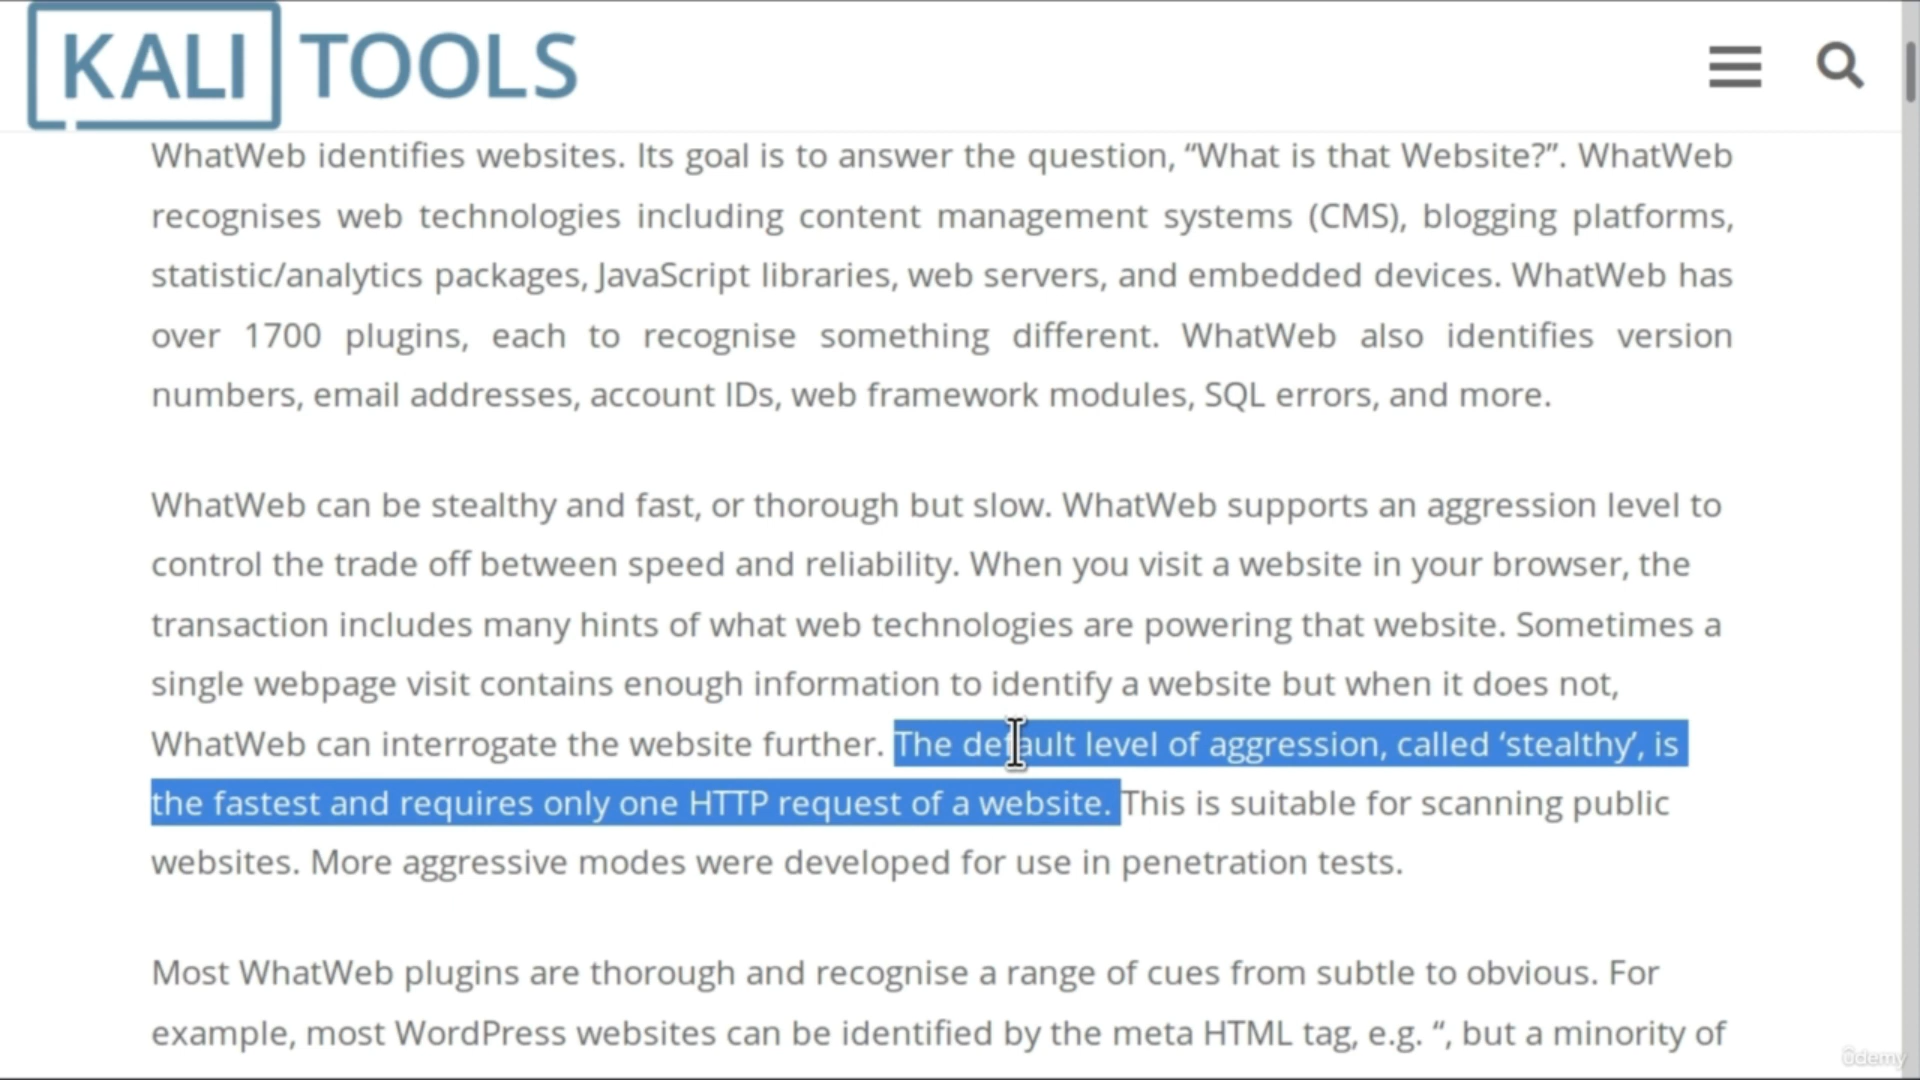 KALI TOOLS
WhatWeb identifies websites. Its goal is to answer the question, “What is that Website?”. WhatWeb
recognises web technologies including content management systems (CMS), blogging platforms,
statistic/analytics packages, JavaScript libraries, web servers, and embedded devices. WhatWeb has
over 1700 plugins, each to recognise something different. WhatWeb also identifies version
numbers, email addresses, account IDs, web framework modules, SQL errors, and more.
WhatWeb can be stealthy and fast, or thorough but slow. WhatWeb supports an aggression level to
control the trade off between speed and reliability. When you visit a website in your browser, the
transaction includes many hints of what web technologies are powering that website. Sometimes a
single webpage visit contains enough information to identify a website but when it does not,
WhatWeb can interrogate the website further. The default level of aggression, called ‘stealthy’, is
the fastest and requires only one HTTP request of a website. This is suitable for scanning public
websites. More aggressive modes were developed for use in penetration tests.
Most WhatWeb plugins are thorough and recognise a range of cues from subtle to obvious. For
example, most WordPress websites can be identified by the meta HTML tag, e.g. “, but a minority of
ûdemy